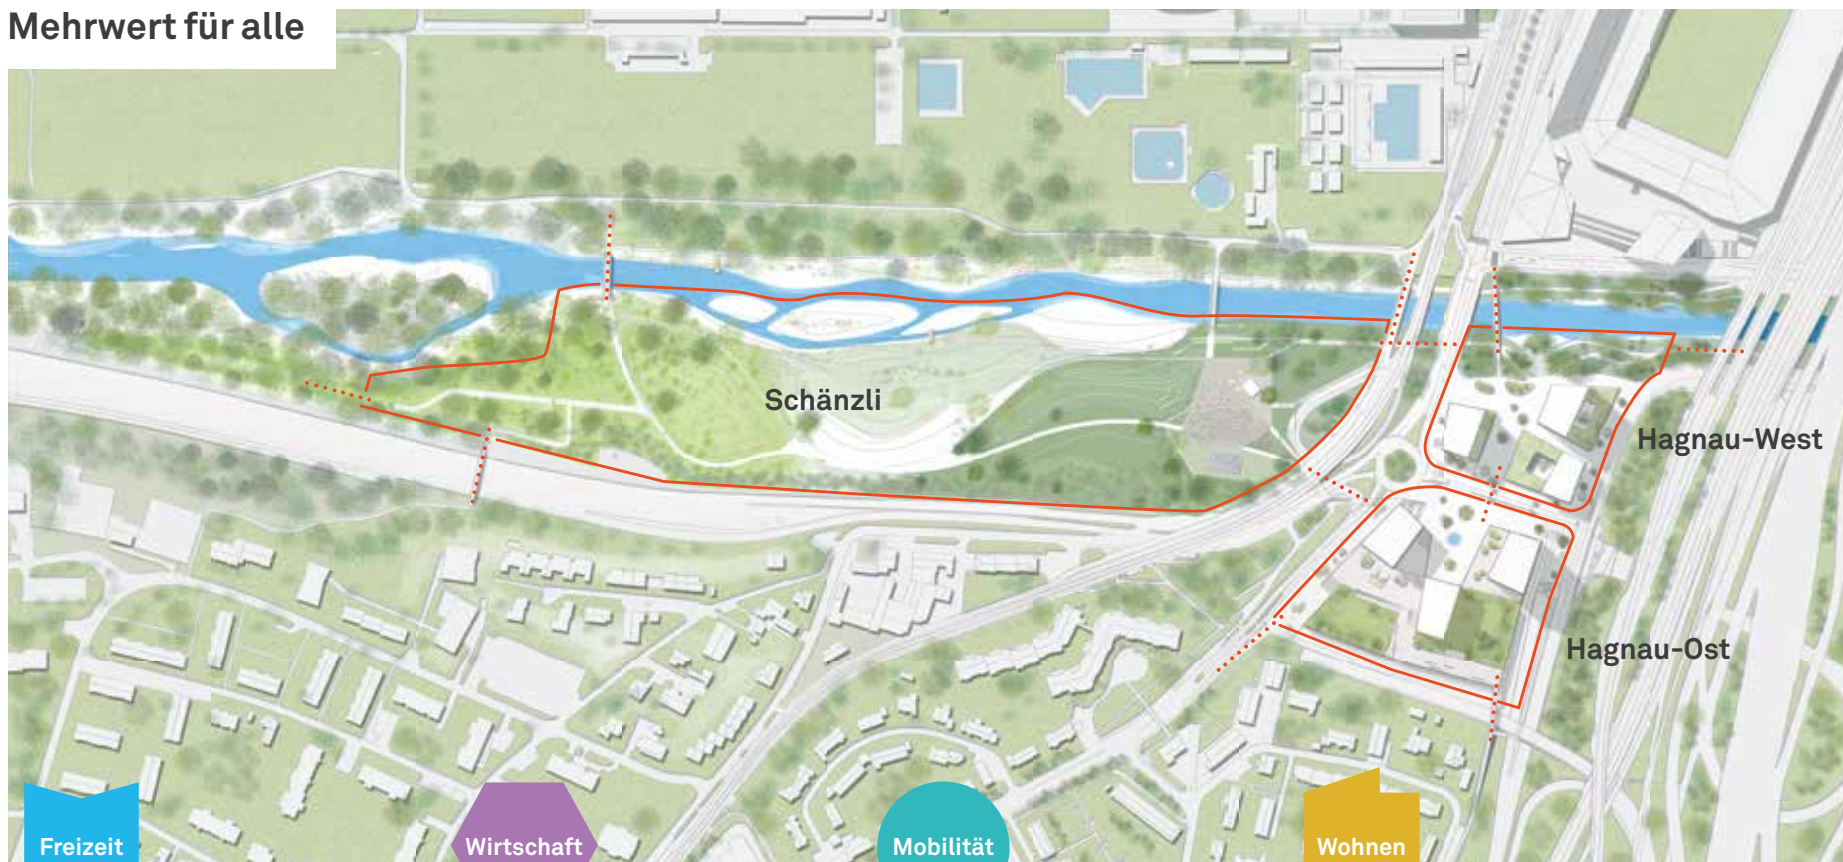 Mehrwert für alle
Schänzli
Hagnau-West
Hagnau-Ost
Freizeit
Wirtschaft
Mobilität
Wohnen